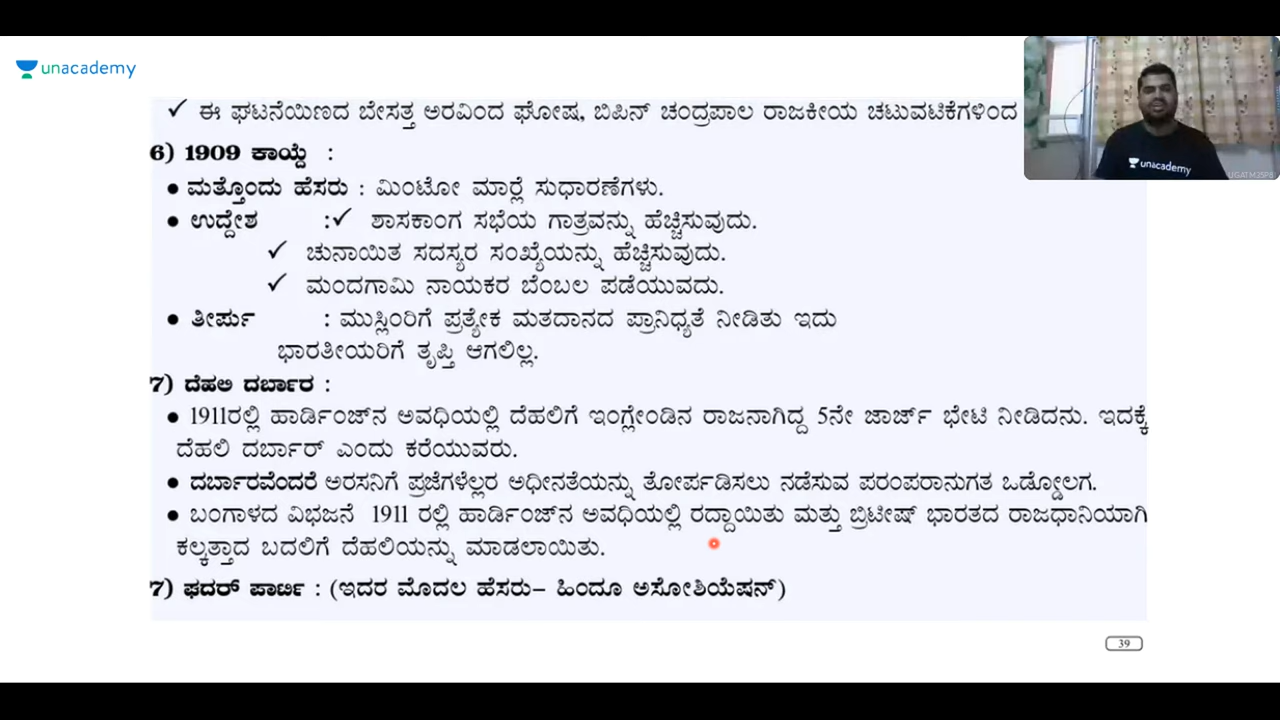 unacademy
✓ ಈ ಘಟನೆಯಿಣದ ಬೇಸತ್ತ ಅರವಿಂದ ಘೋಷ, ಬಿಪಿನ್ ಚಂದ್ರಪಾಲ ರಾಜಕೀಯ ಚಟುವಟಿಕೆಗಳಿಂದ
unacademy
6) 1909 ಕಾಯ್ದೆ :
• ಮತ್ತೊಂದು ಹೆಸರು : ಮಿಂಟೋ ಮಾರ್ಲೆ ಸುಧಾರಣೆಗಳು.
• ಉದ್ದೇಶ :✓ ಶಾಸಕಾಂಗ ಸಭೆಯ ಗಾತ್ರವನ್ನು ಹೆಚ್ಚಿಸುವುದು.
✓ ಚುನಾಯಿತ ಸದಸ್ಯರ ಸಂಖ್ಯೆಯನ್ನು ಹೆಚ್ಚಿಸುವುದು.
✓ ಮಂದಗಾಮಿ ನಾಯಕರ ಬೆಂಬಲ ಪಡೆಯುವದು.
• ತೀರ್ಪು : ಮುಸ್ಲಿಂರಿಗೆ ಪ್ರತ್ಯೇಕ ಮತದಾನದ ಪ್ರಾನಿಧ್ಯತೆ ನೀಡಿತು ಇದು
ಭಾರತೀಯರಿಗೆ ತೃಪ್ತಿ ಆಗಲಿಲ್ಲ.
7) ದೆಹಲಿ ದರ್ಬಾರ :
• 1911ರಲ್ಲಿ ಹಾರ್ಡಿಂಜ್‌ನ ಅವಧಿಯಲ್ಲಿ ದೆಹಲಿಗೆ ಇಂಗ್ಲೇಂಡಿನ ರಾಜನಾಗಿದ್ದ 5ನೇ ಜಾರ್ಜ್ ಭೇಟಿ ನೀಡಿದನು. ಇದಕ್ಕೆ
ದೆಹಲಿ ದರ್ಬಾರ್ ಎಂದು ಕರೆಯುವರು.
• ದರ್ಬಾರವೆಂದರೆ ಅರಸನಿಗೆ ಪ್ರಜೆಗಳೆಲ್ಲರ ಅಧೀನತೆಯನ್ನು ತೋರ್ಪಡಿಸಲು ನಡೆಸುವ ಪರಂಪರಾನುಗತ ಒಡ್ಡೋಲಗ.
• ಬಂಗಾಳದ ವಿಭಜನೆ 1911 ರಲ್ಲಿ ಹಾರ್ಡಿಂಜ್‌ನ ಅವಧಿಯಲ್ಲಿ ರದ್ದಾಯಿತು ಮತ್ತು ಬ್ರಿಟೀಷ್ ಭಾರತದ ರಾಜಧಾನಿಯಾಗಿ
ಕಲ್ಕತ್ತಾದ ಬದಲಿಗೆ ದೆಹಲಿಯನ್ನು ಮಾಡಲಾಯಿತು.
7) ಘದರ್ ಪಾರ್ಟಿ : (ಇದರ ಮೊದಲ ಹೆಸರು– ಹಿಂದೂ ಅಸೋಶಿಯೆಷನ್)
39